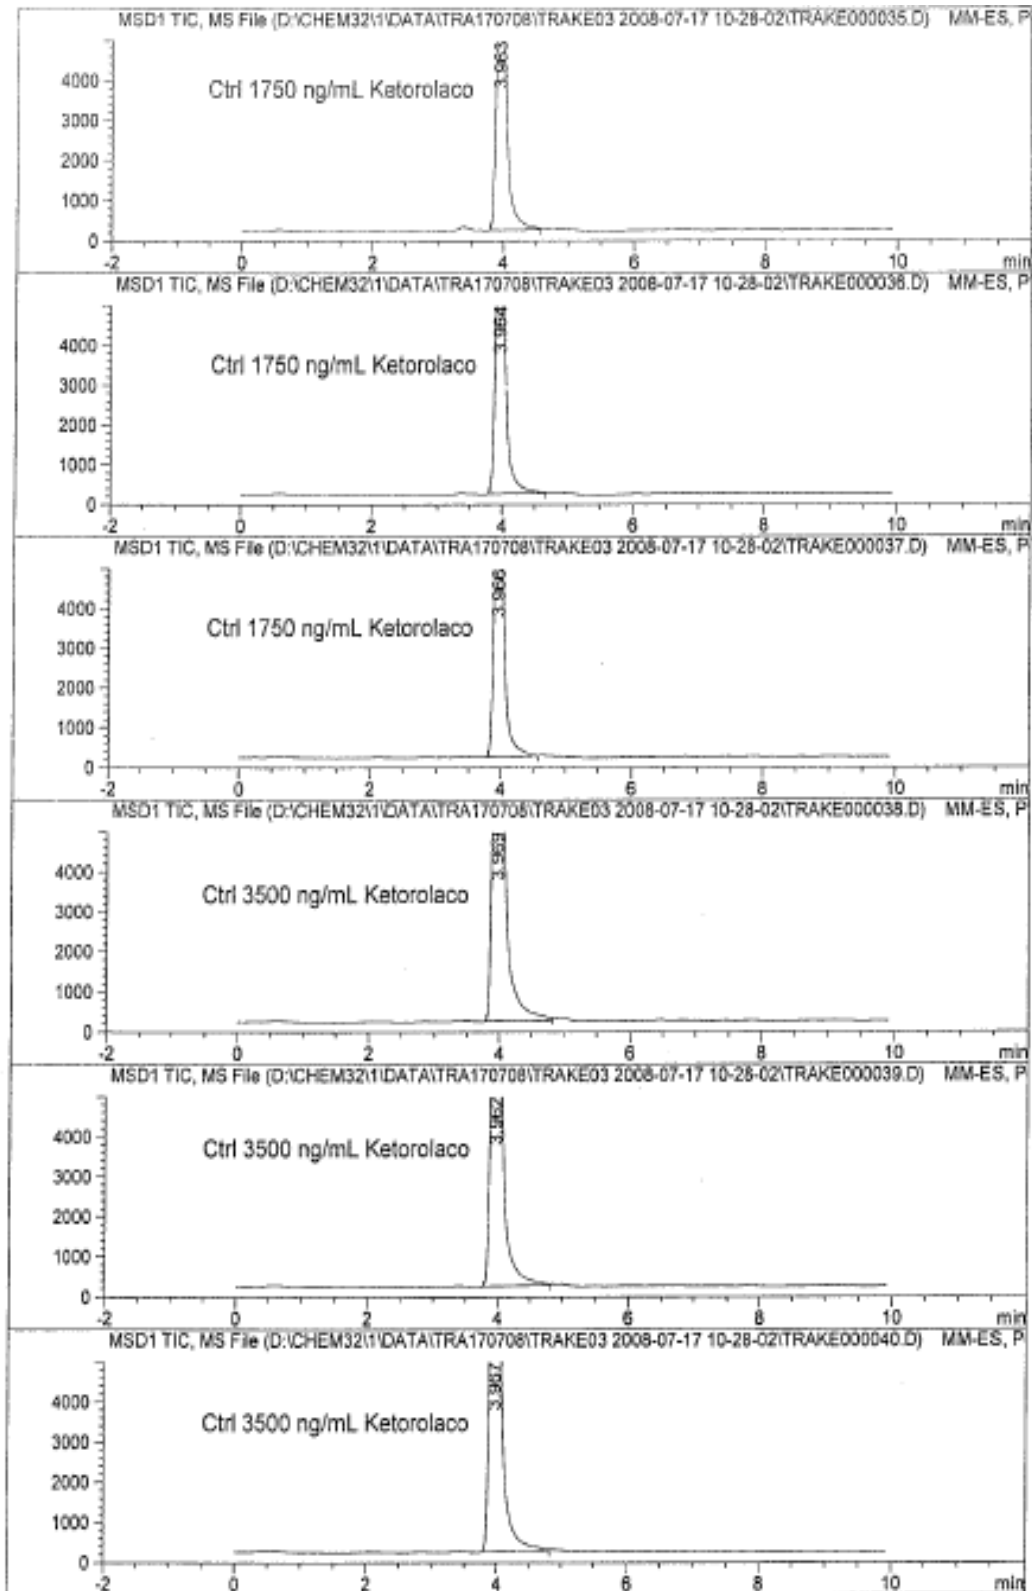 MSD1 TIC, MS File (D:\CHEM32\1\DATA\TRA170708\TRAKE03 2008-07-17 10-28-02\TRAKE000035.D) MM-ES, P
3.963
Ctrl 1750 ng/mL Ketorolaco
4000
3000
2000
1000
0
-2 0 2 4 6 8 10 min
MSD1 TIC, MS File (D:\CHEM32\1\DATA\TRA170708\TRAKE03 2008-07-17 10-28-02\TRAKE000036.D) MM-ES, P
3.964
Ctrl 1750 ng/mL Ketorolaco
4000
3000
2000
1000
0
-2 0 2 4 6 8 10 min
MSD1 TIC, MS File (D:\CHEM32\1\DATA\TRA170708\TRAKE03 2008-07-17 10-28-02\TRAKE000037.D) MM-ES, P
3.966
Ctrl 1750 ng/mL Ketorolaco
4000
3000
2000
1000
0
-2 0 2 4 6 8 10 min
MSD1 TIC, MS File (D:\CHEM32\1\DATA\TRA170708\TRAKE03 2008-07-17 10-28-02\TRAKE000038.D) MM-ES, P
3.969
Ctrl 3500 ng/mL Ketorolaco
4000
3000
2000
1000
0
-2 0 2 4 6 8 10 min
MSD1 TIC, MS File (D:\CHEM32\1\DATA\TRA170708\TRAKE03 2008-07-17 10-28-02\TRAKE000039.D) MM-ES, P
3.962
Ctrl 3500 ng/mL Ketorolaco
4000
3000
2000
1000
0
-2 0 2 4 6 8 10 min
MSD1 TIC, MS File (D:\CHEM32\1\DATA\TRA170708\TRAKE03 2008-07-17 10-28-02\TRAKE000040.D) MM-ES, P
3.967
Ctrl 3500 ng/mL Ketorolaco
4000
3000
2000
1000
0
-2 0 2 4 6 8 10 min